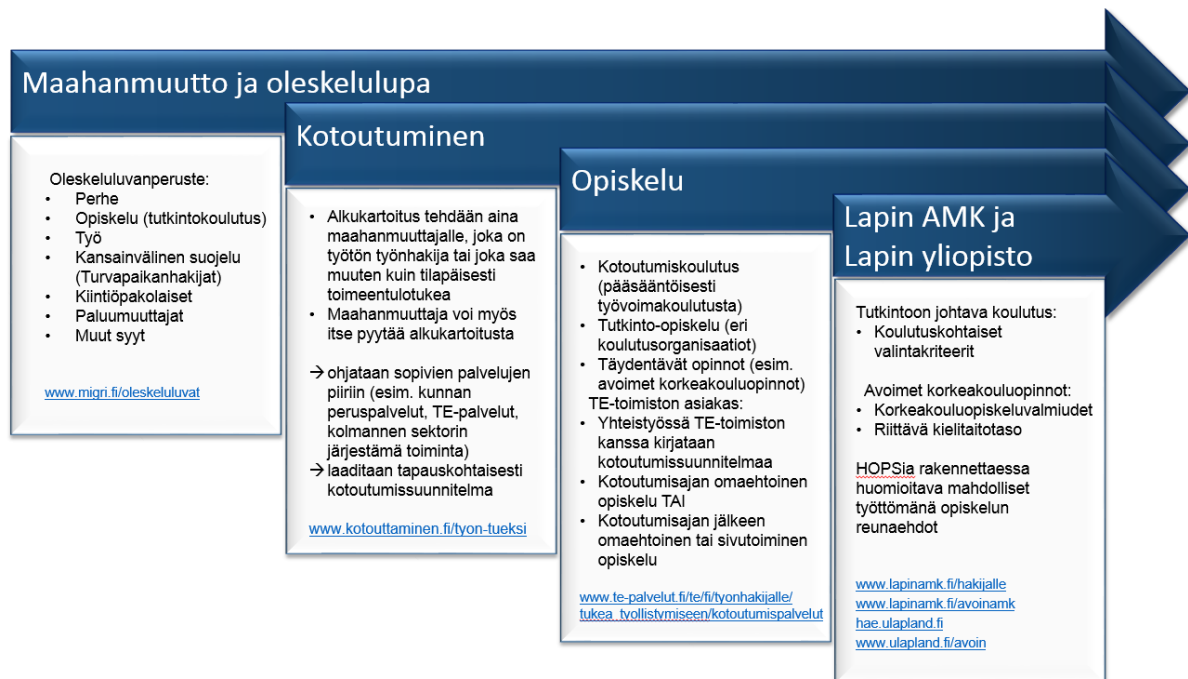 Maahanmuutto ja oleskelulupa
Oleskeluluvanperuste:
• Perhe
• Opiskelu (tutkintokoulutus)
• Työ
• Kansainvälinen suojelu
(Turvapaikanhakijat)
• Kiintiöpakolaiset
• Paluumuuttajat
• Muut syyt
www.migri.fi/oleskeluluvat
Kotoutuminen
• Alkukartoitus tehdään aina
maahanmuuttajalle, joka on
työtön työnhakija tai joka saa
muuten kuin tilapäisesti
toimeentulotukea
• Maahanmuuttaja voi myös
itse pyytää alkukartoitusta
→ ohjataan sopivien palvelujen
piiriin (esim. kunnan
peruspalvelut, TE-palvelut,
kolmannen sektorin
järjestämä toiminta)
→ laaditaan tapauskohtaisesti
kotoutumissuunnitelma
www.kotouttaminen.fi/tyon-tueksi
Opiskelu
• Kotoutumiskoulutus
(pääsääntöisesti
työvoimakoulutusta)
• Tutkinto-opiskelu (eri
koulutusorganisaatiot)
• Täydentävät opinnot (esim.
avoimet korkeakouluopinnot)
TE-toimiston asiakas:
• Yhteistyössä TE-toimiston
kanssa kirjataan
kotoutumissuunnitelmaa
• Kotoutumisajan omaehtoinen
opiskelu TAI
• Kotoutumisajan jälkeen
omaehtoinen tai sivutoiminen
opiskelu
www.te-palvelut.fi/te/fi/tyonhakijalle/
tukea_tyollistymiseen/kotoutumispalvelut
Lapin AMK ja
Lapin yliopisto
Tutkintoon johtava koulutus:
• Koulutuskohtaiset
valintakriteerit
Avoimet korkeakouluopinnot:
• Korkeakouluopiskeluvalmiudet
• Riittävä kielitaitotaso
HOPSia rakennettaessa
huomioitava mahdolliset
työttömänä opiskelun
reunaehdot
www.lapinamk.fi/hakijalle
www.lapinamk.fi/avoinamk
hae.ulapland.fi
www.ulapland.fi/avoin